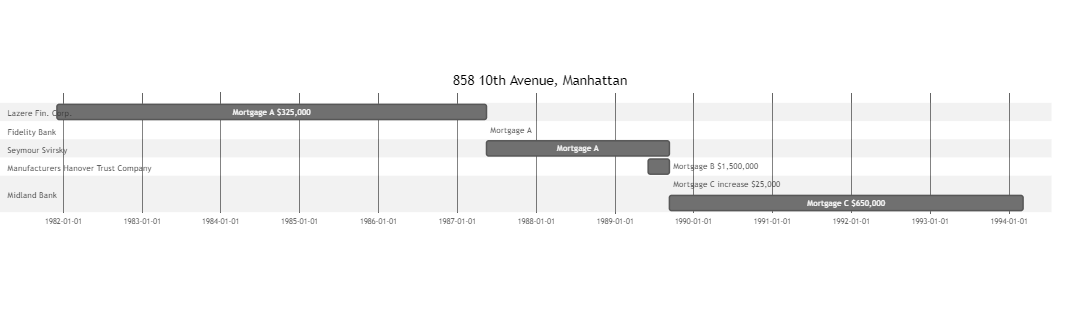 858 10th Avenue, Manhattan
Lazere Fin. Corp.
Mortgage A $325,000
Fidelity Bank
Mortgage A
Seymour Svirsky
Mortgage A
Manufacturers Hanover Trust Company
Mortgage B $1,500,000
Mortgage C increase $25,000
Midland Bank
Mortgage C $650,000
1982-01-01 1983-01-01 1984-01-01 1985-01-01 1986-01-01 1987-01-01 1988-01-01 1989-01-01 1990-01-01 1991-01-01 1992-01-01 1993-01-01 1994-01-01